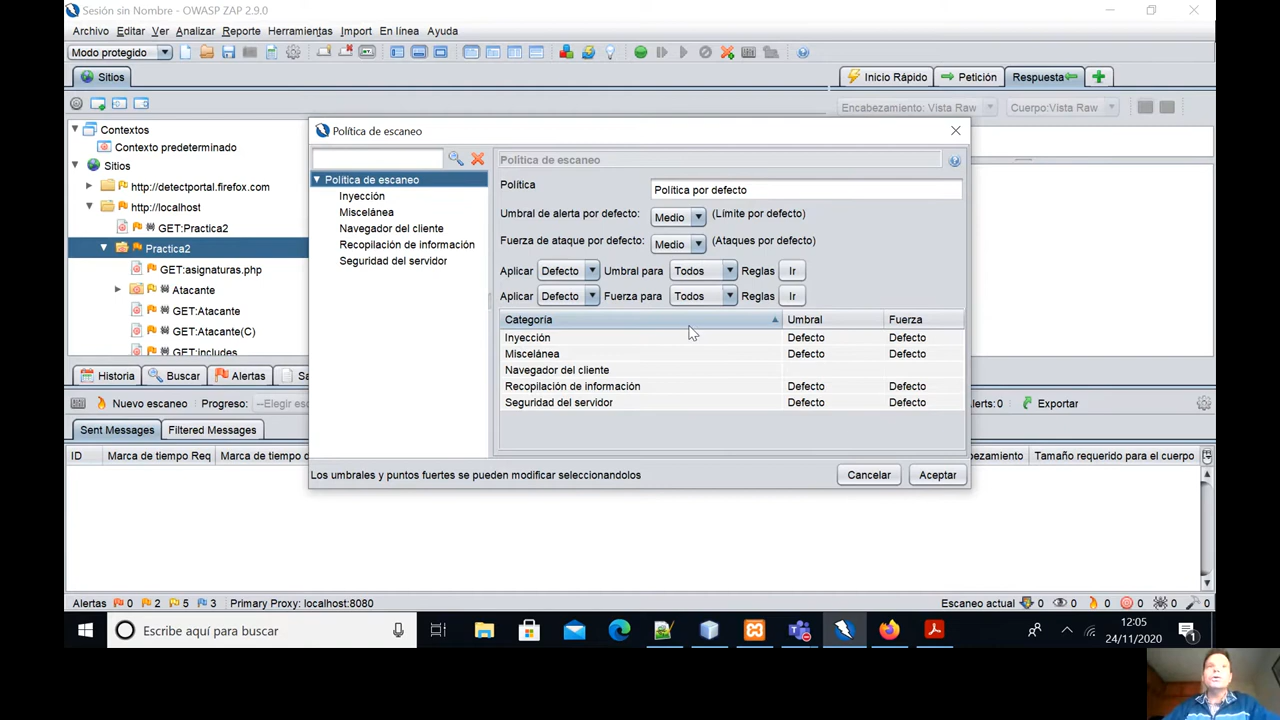 Sesión sin Nombre - OWASP ZAP 2.9.0
Archivo Editar Ver Analizar Reporte Herramientas Import En línea Ayuda
Modo protegido
Sitios
Inicio Rápido Petición Respuesta
Encabezamiento: Vista Raw Cuerpo:Vista Raw
Contextos
Contexto predeterminado
Sitios
http://detectportal.firefox.com
http://localhost
GET:Practica2
Practica2
GET:asignaturas.php
Atacante
GET:Atacante
GET:Atacante(C)
GET:includes
Política de escaneo
Política de escaneo
Inyección
Miscelánea
Navegador del cliente
Recopilación de información
Seguridad del servidor
Política de escaneo
Política Política por defecto
Umbral de alerta por defecto: Medio (Límite por defecto)
Fuerza de ataque por defecto: Medio (Ataques por defecto)
Aplicar Defecto Umbral para Todos Reglas Ir
Aplicar Defecto Fuerza para Todos Reglas Ir
Categoría Umbral Fuerza
Inyección Defecto Defecto
Miscelánea Defecto Defecto
Navegador del cliente
Recopilación de información Defecto Defecto
Seguridad del servidor Defecto Defecto
Los umbrales y puntos fuertes se pueden modificar seleccionandolos
Cancelar Aceptar
Historia Buscar Alertas Sa
Nuevo escaneo Progreso: --Elegir es
Alerts:0 Exportar
Sent Messages Filtered Messages
ID Marca de tiempo Req Marca de tiempo d
bezamiento Tamaño requerido para el cuerpo
Alertas 0 2 5 3 Primary Proxy: localhost:8080
Escaneo actual 0 0 0 0 0 0
Escribe aquí para buscar
12:05
24/11/2020
1